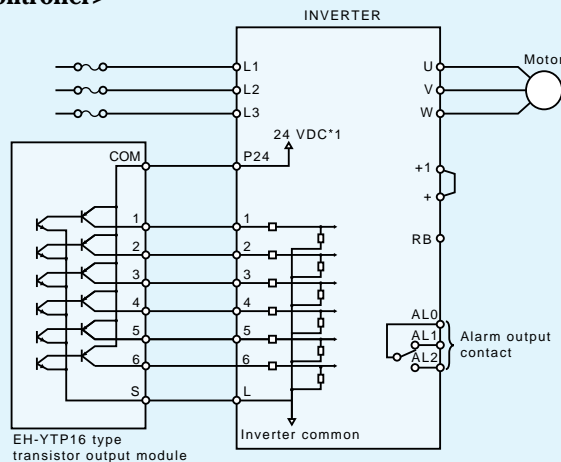 INVERTER
Motor
L1
L2
L3
U
V
W
24 VDC*1
COM
P24
+1
+
RB
1
2
3
4
5
6
S
1
2
3
4
5
6
L
AL0
AL1
AL2
Alarm output
contact
Inverter common
EH-YTP16 type
transistor output module